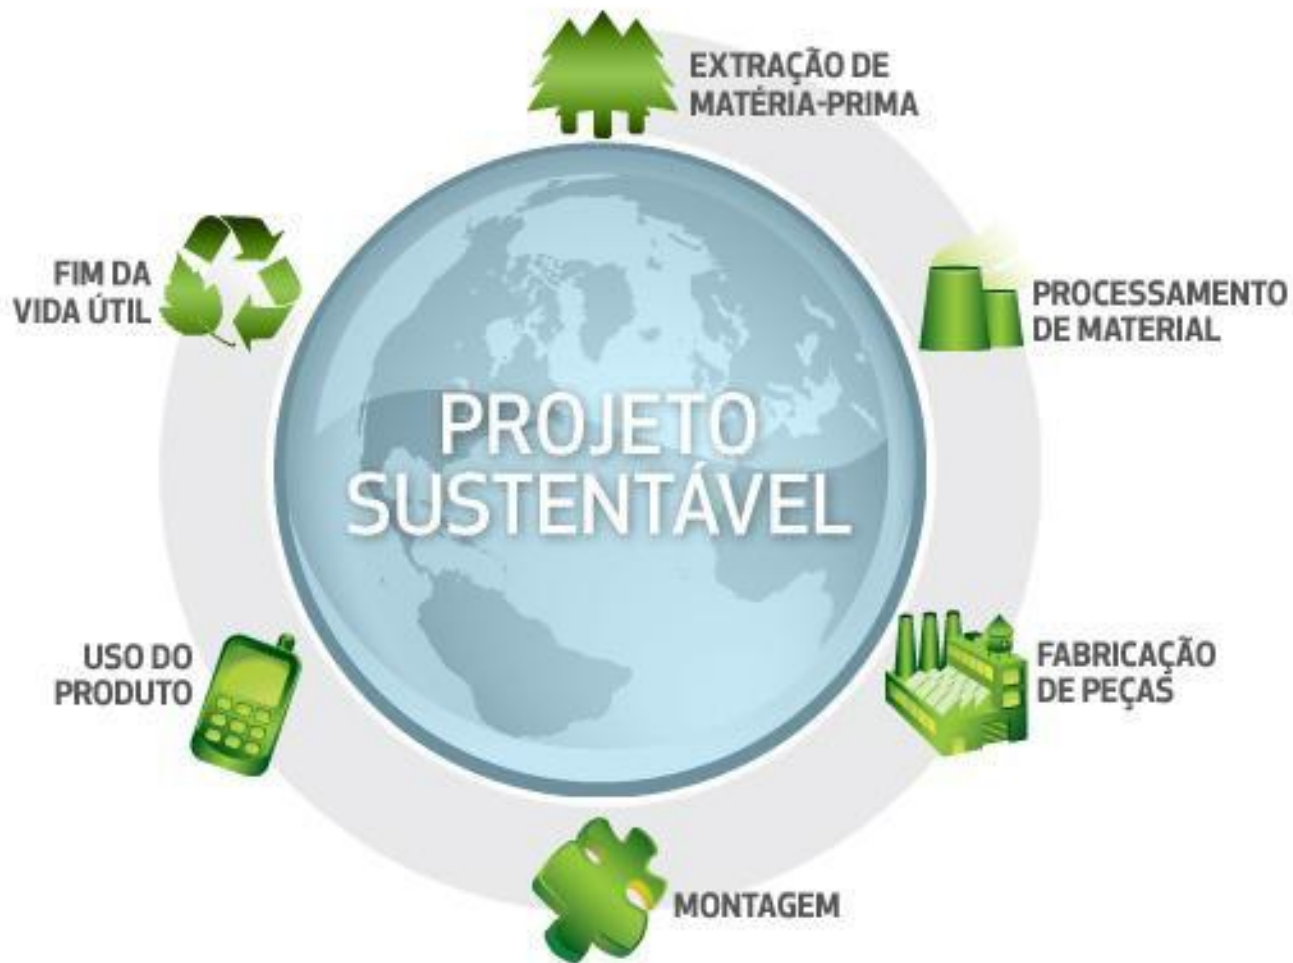 EXTRAÇÃO DE
MATÉRIA-PRIMA
PROCESSAMENTO
DE MATERIAL
FABRICAÇÃO
DE PEÇAS
MONTAGEM
USO DO
PRODUTO
FIM DA
VIDA ÚTIL
PROJETO
SUSTENTÁVEL